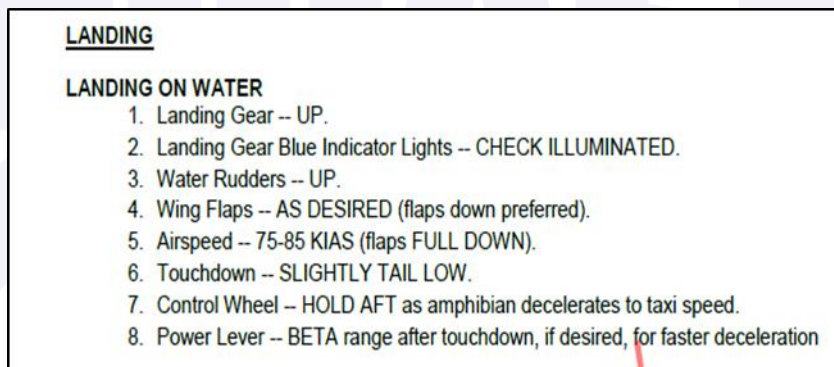 LANDING
LANDING ON WATER
1. Landing Gear -- UP.
2. Landing Gear Blue Indicator Lights -- CHECK ILLUMINATED.
3. Water Rudders -- UP.
4. Wing Flaps -- AS DESIRED (flaps down preferred).
5. Airspeed -- 75-85 KIAS (flaps FULL DOWN).
6. Touchdown -- SLIGHTLY TAIL LOW.
7. Control Wheel -- HOLD AFT as amphibian decelerates to taxi speed.
8. Power Lever -- BETA range after touchdown, if desired, for faster deceleration